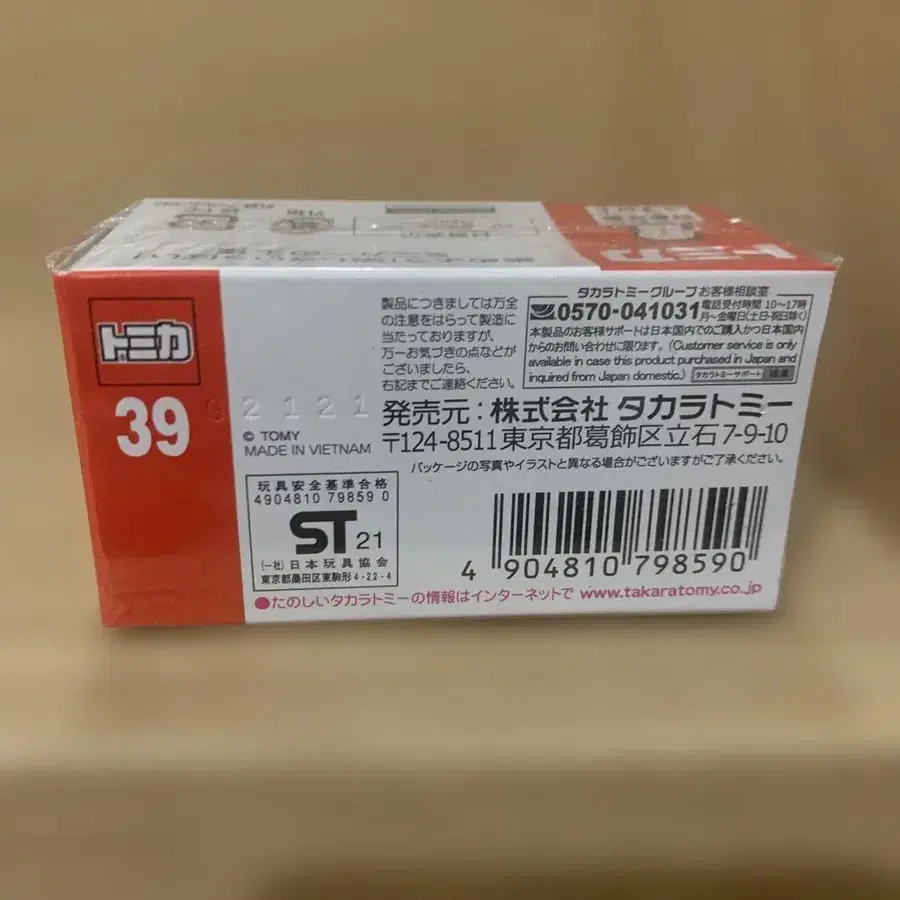 トミカ
トミカ
39
G 2 1 2 1
© TOMY
MADE IN VIETNAM
製品につきましては万全
の注意をはらって製造に
当たっておりますが、
万一お気づきの点などが
ございましたら、
右記までご連絡ください。
タカラトミーグループお客様相談室
0570-041031 電話受付時間 10〜17時
月〜金曜日(土・日・祝日除く)
本製品のお客様サポートは日本国内でのご購入かつ日本国内
からのお問い合わせに限ります。(Customer service is only
available in case this product purchased in Japan and
inquired from Japan domestic.) タカラトミーサポート 検索
発売元:株式会社 タカラトミー
〒124-8511東京都葛飾区立石7-9-10
パッケージの写真やイラストと異なる場合がございますがご了承ください。
玩具安全基準合格
4904810 79859 0
ST 21
(一社)日本玩具協会
東京都墨田区東駒形4-22-4
4 904810 798590
●たのしいタカラトミーの情報はインターネットで www.takaratomy.co.jp